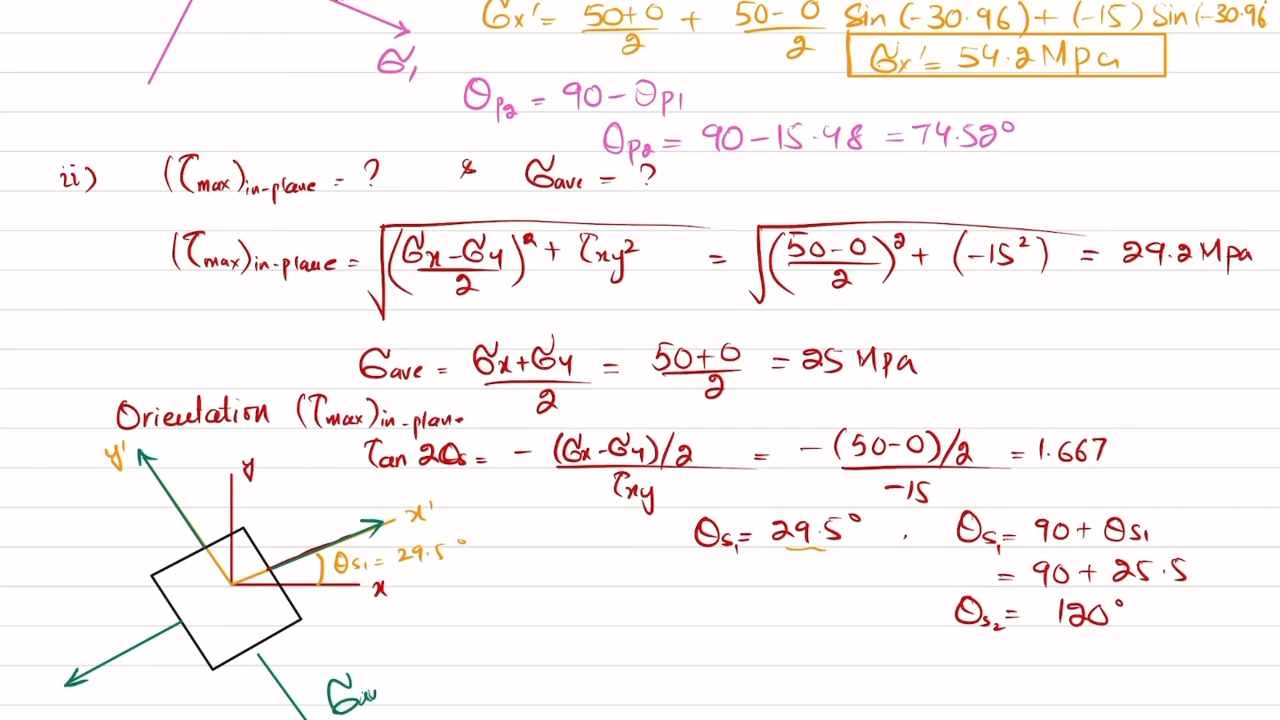 σx' = (50+0)/2 + (50-0)/2 Sin(-30.96) + (-15) Sin(-30.96
σx' = 54.2 Mpa
σ₁
θp2 = 90 - θp1
θp2 = 90 - 15.48 = 74.52°
ii) (τmax)in-plane = ? & σave = ?
(τmax)in-plane = √(((σx-σy)/2)² + τxy²) = √(((50-0)/2)² + (-15²)) = 29.2 Mpa
σave = (σx+σy)/2 = (50+0)/2 = 25 Mpa
Orientation (τmax)in-plane
Tan 2θs = - (σx-σy)/2 / τxy = -(50-0)/2 / -15 = 1.667
y'
y
x'
θs1 = 29.5°
x
θs1 = 29.5° . θs1 = 90 + θs1
= 90 + 25.5
θs2 = 120°
σav